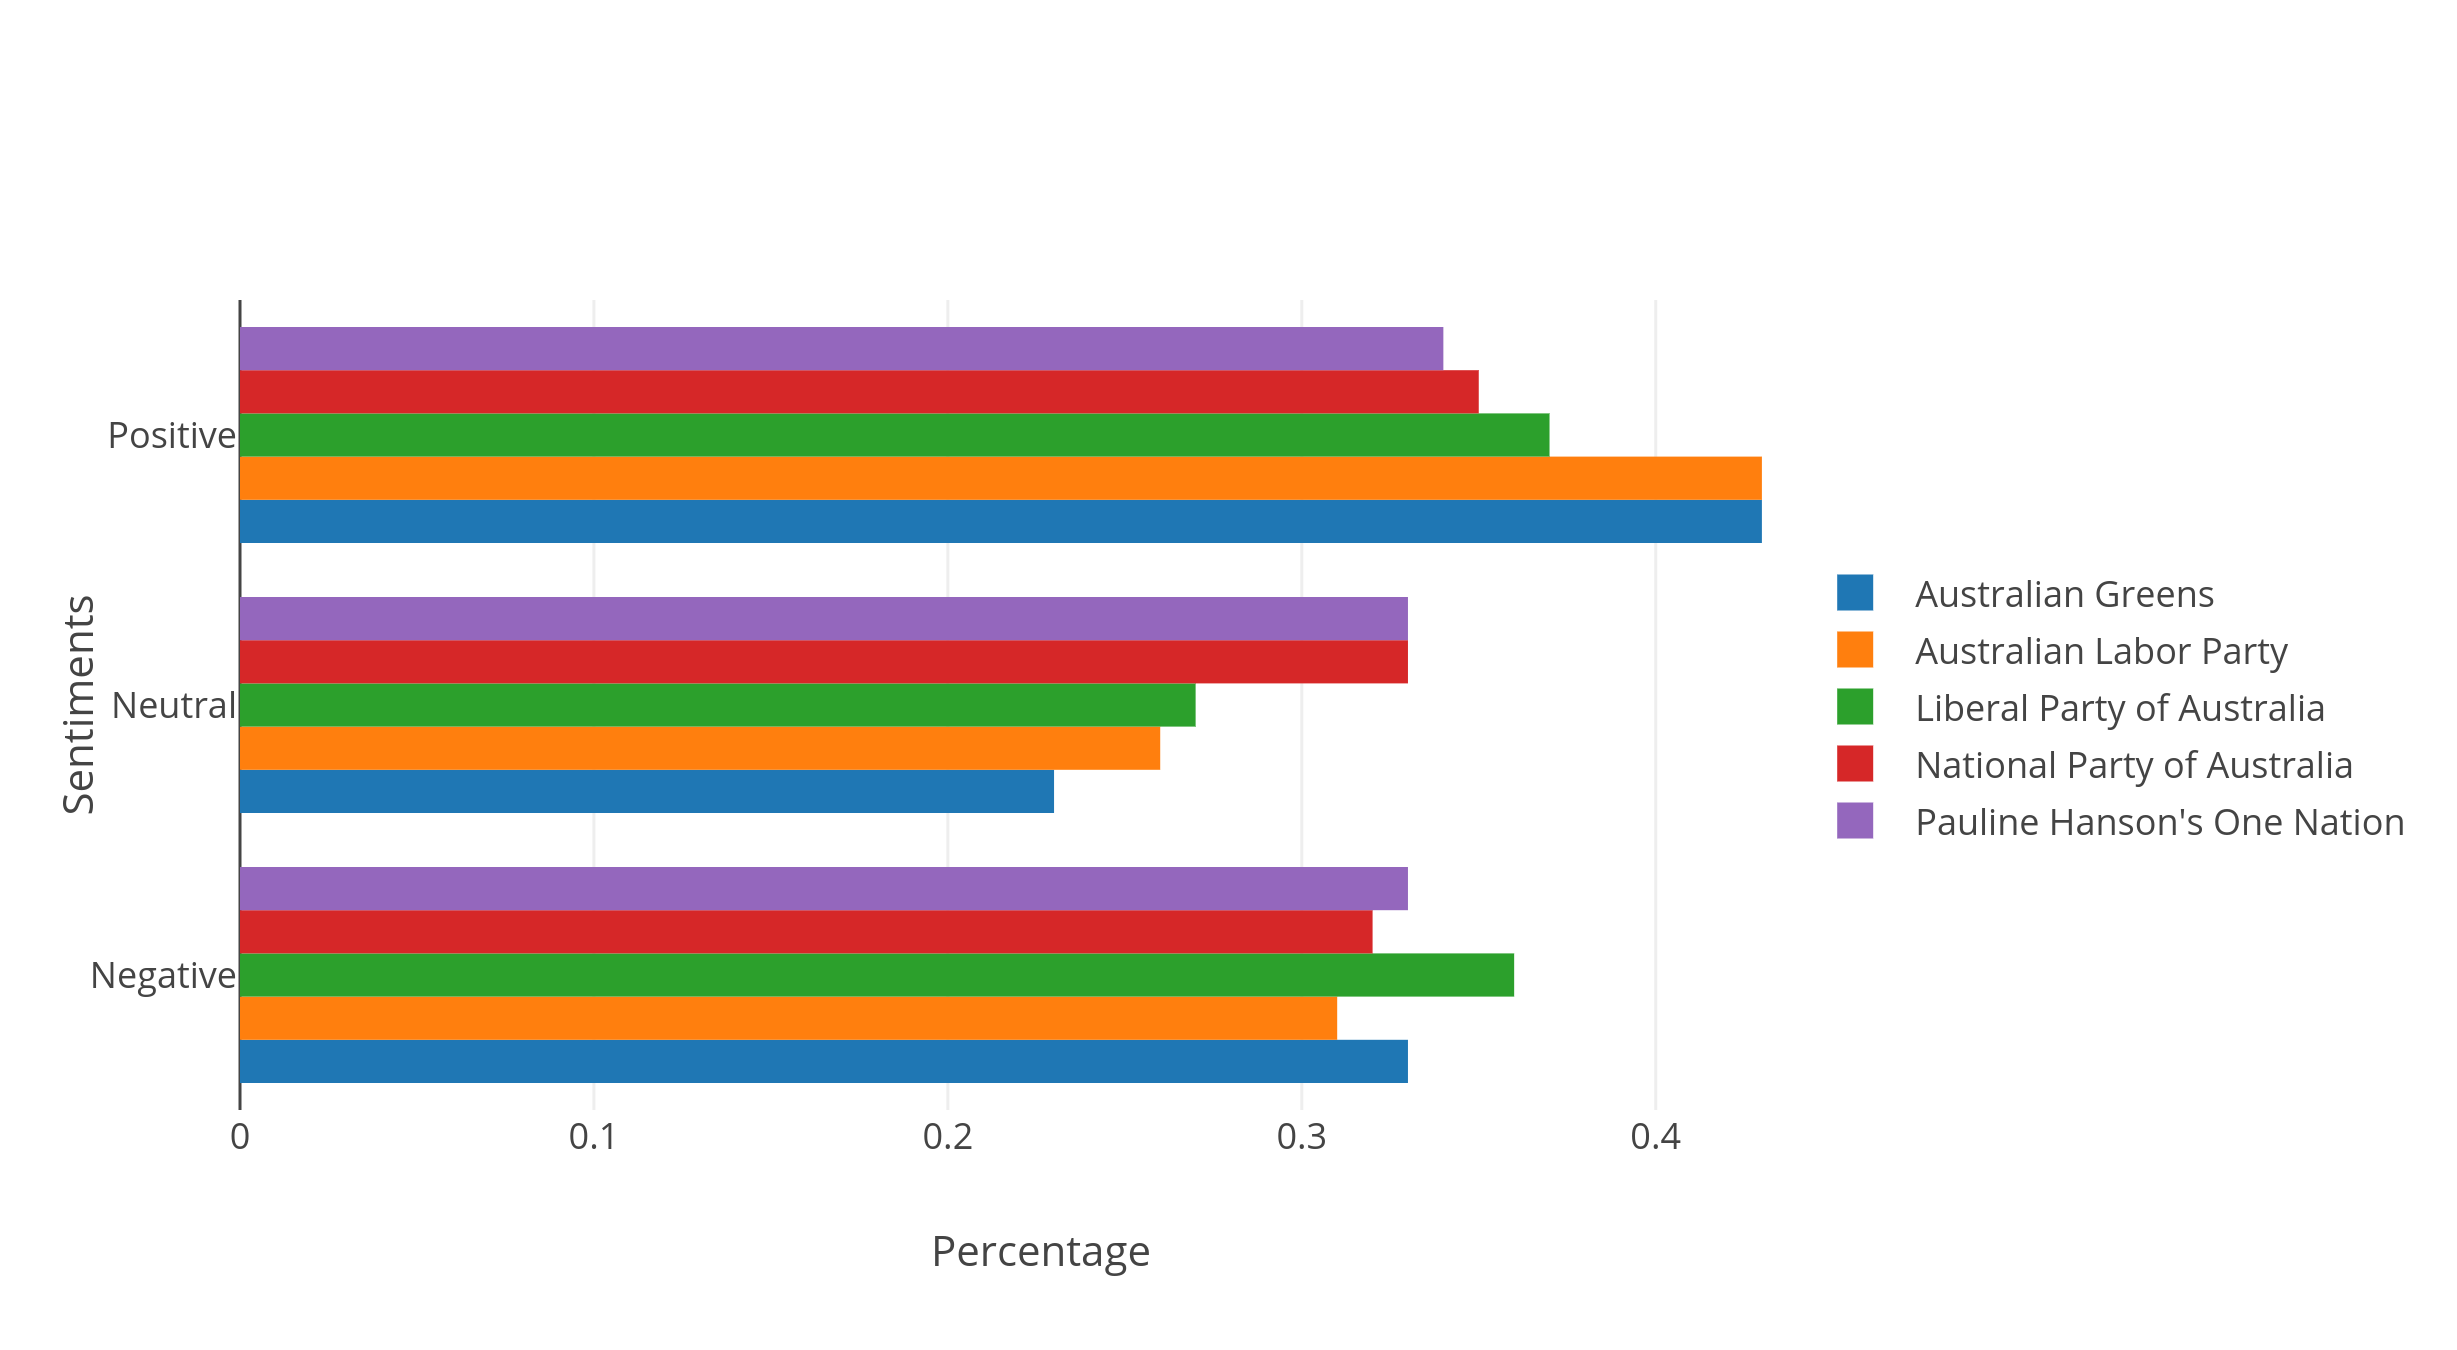 Positive
Neutral
Negative
Sentiments
0 0.1 0.2 0.3 0.4
Percentage
Australian Greens
Australian Labor Party
Liberal Party of Australia
National Party of Australia
Pauline Hanson's One Nation